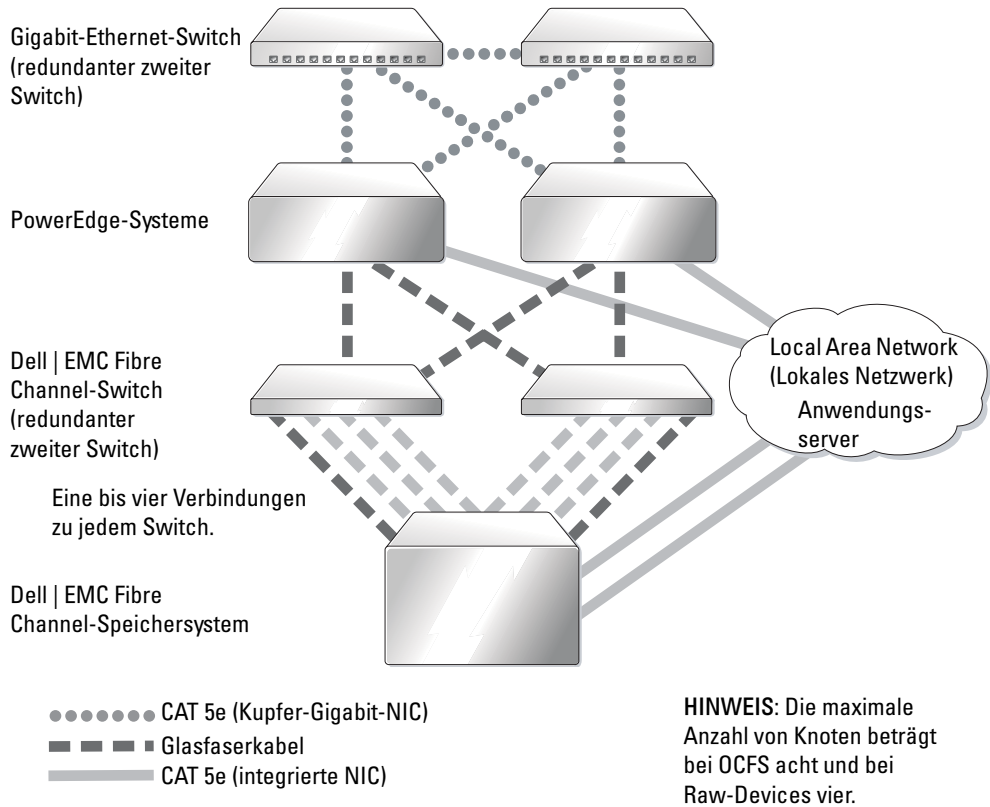 Gigabit-Ethernet-Switch
(redundanter zweiter
Switch)
PowerEdge-Systeme
Dell | EMC Fibre
Channel-Switch
(redundanter
zweiter Switch)
Local Area Network
(Lokales Netzwerk)
Anwendungs-
server
Eine bis vier Verbindungen
zu jedem Switch.
Dell | EMC Fibre
Channel-Speichersystem
CAT 5e (Kupfer-Gigabit-NIC)
Glasfaserkabel
CAT 5e (integrierte NIC)
HINWEIS: Die maximale
Anzahl von Knoten beträgt
bei OCFS acht und bei
Raw-Devices vier.